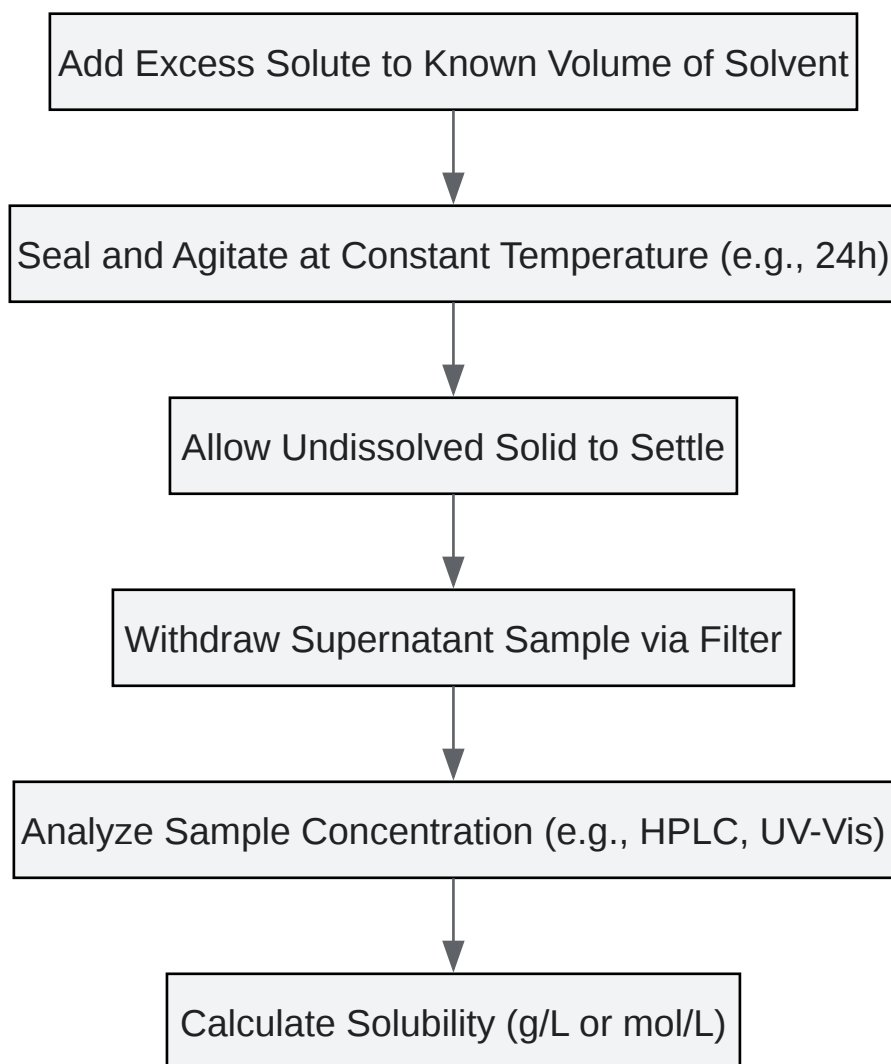 Add Excess Solute to Known Volume of Solvent
Seal and Agitate at Constant Temperature (e.g., 24h)
Allow Undissolved Solid to Settle
Withdraw Supernatant Sample via Filter
Analyze Sample Concentration (e.g., HPLC, UV-Vis)
Calculate Solubility (g/L or mol/L)